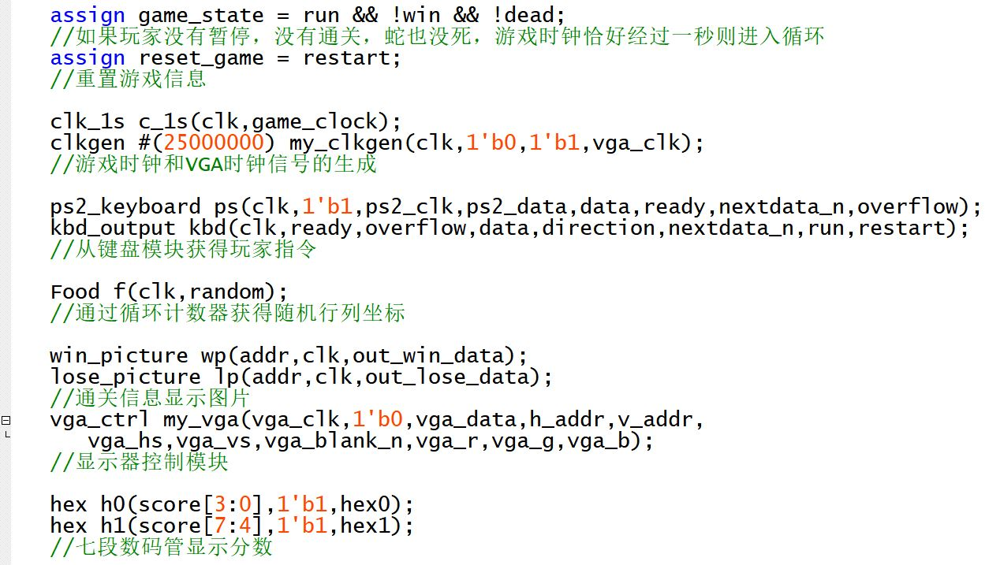 assign game_state = run && !win && !dead;
//如果玩家没有暂停，没有通关，蛇也没死，游戏时钟恰好经过一秒则进入循环
assign reset_game = restart;
//重置游戏信息
clk_1s c_1s(clk,game_clock);
clkgen #(25000000) my_clkgen(clk,1'b0,1'b1,vga_clk);
//游戏时钟和VGA时钟信号的生成
ps2_keyboard ps(clk,1'b1,ps2_clk,ps2_data,data,ready,nextdata_n,overflow);
kbd_output kbd(clk,ready,overflow,data,direction,nextdata_n,run,restart);
//从键盘模块获得玩家指令
Food f(clk,random);
//通过循环计数器获得随机行列坐标
win_picture wp(addr,clk,out_win_data);
lose_picture lp(addr,clk,out_lose_data);
//通关信息显示图片
vga_ctrl my_vga(vga_clk,1'b0,vga_data,h_addr,v_addr,
vga_hs,vga_vs,vga_blank_n,vga_r,vga_g,vga_b);
//显示器控制模块
hex h0(score[3:0],1'b1,hex0);
hex h1(score[7:4],1'b1,hex1);
//七段数码管显示分数